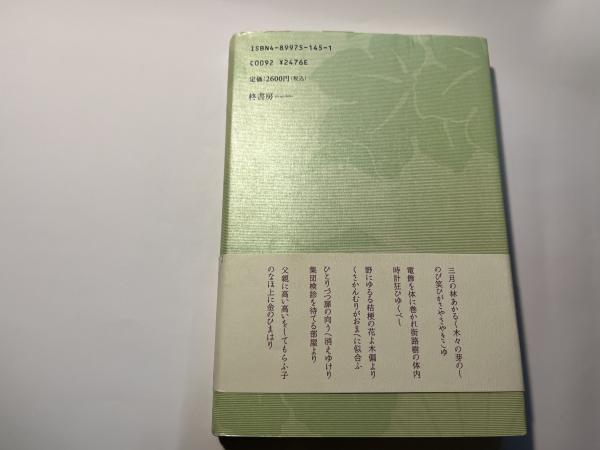 ISBN4-89975-145-1
C0092 ¥2476E
定価：2600円（税込）
柊書房
三月の林あかるく木々の芽のし
のび笑ひがさやさやきこゆ
電飾を体に巻かれ街路樹の体内
時計狂ひゆくべし
野にゆるる桔梗の花よ木偏より
くさかんむりがおまへに似合ふ
ひとりづつ扉の向うへ消えゆけり
集団検診を待てる部屋より
父親に高い高いをしてもらふ子
のなほ上に金のひまはり